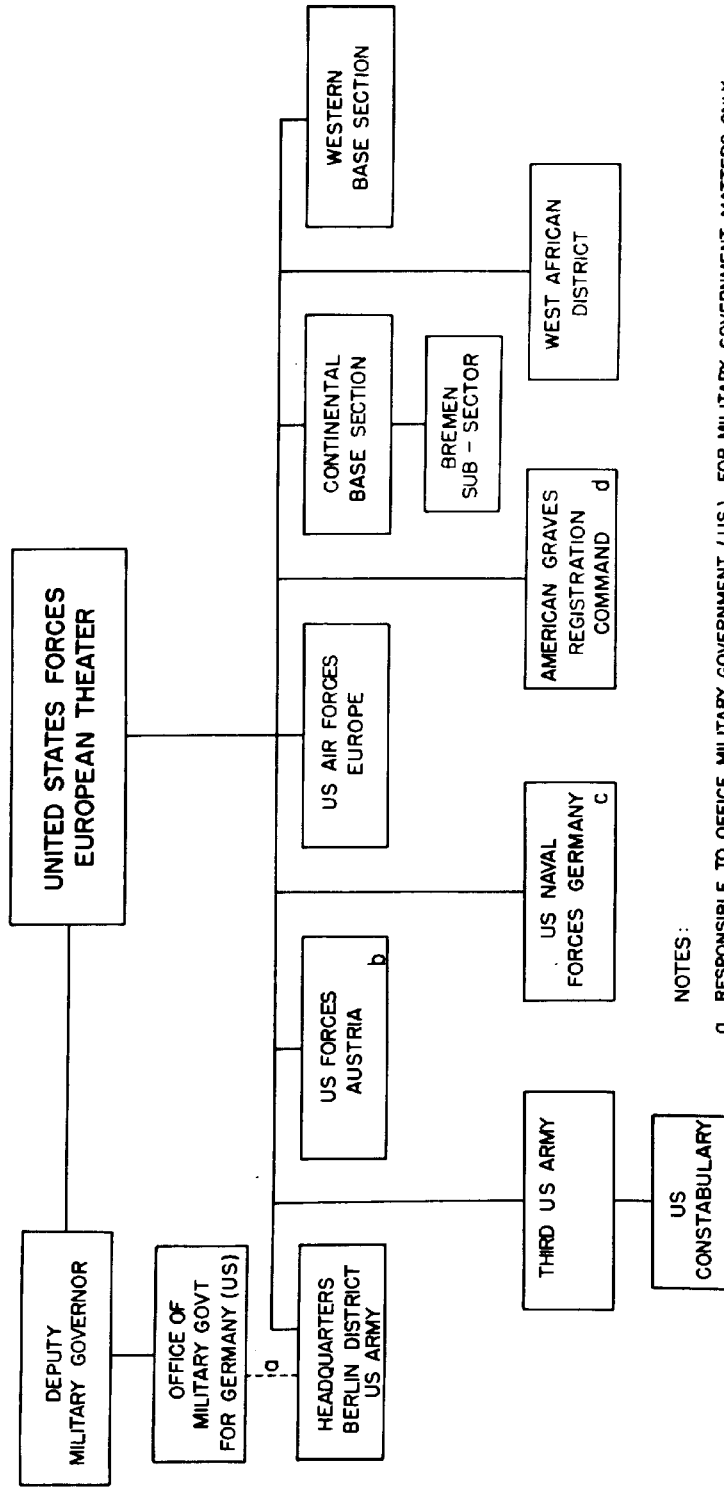 UNITED STATES FORCES
EUROPEAN THEATER
DEPUTY
MILITARY GOVERNOR
OFFICE OF
MILITARY GOVT
FOR GERMANY (US)
a
HEADQUARTERS
BERLIN DISTRICT
US ARMY
US FORCES
AUSTRIA
b
US AIR FORCES
EUROPE
CONTINENTAL
BASE SECTION
WESTERN
BASE SECTION
BREMEN
SUB - SECTOR
THIRD US ARMY
US NAVAL
FORCES GERMANY
c
AMERICAN GRAVES
REGISTRATION
COMMAND
d
WEST AFRICAN
DISTRICT
US
CONSTABULARY
NOTES:
a RESPONSIBLE TO OFFICE MILITARY GOVERNMENT (US) FOR MILITARY GOVERNMENT MATTERS ONLY